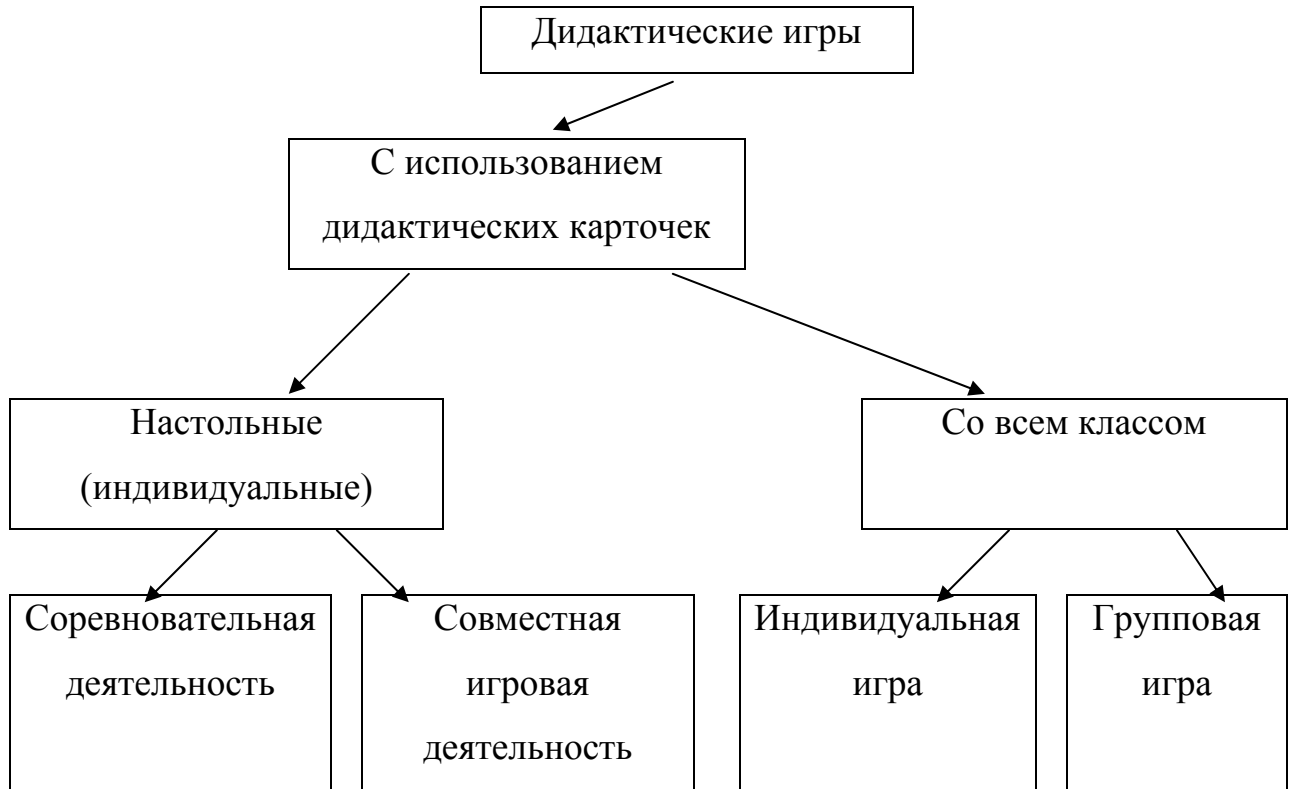 Дидактические игры
С использованием
дидактических карточек
Настольные
(индивидуальные)
Со всем классом
Соревновательная
деятельность
Совместная
игровая
деятельность
Индивидуальная
игра
Групповая
игра